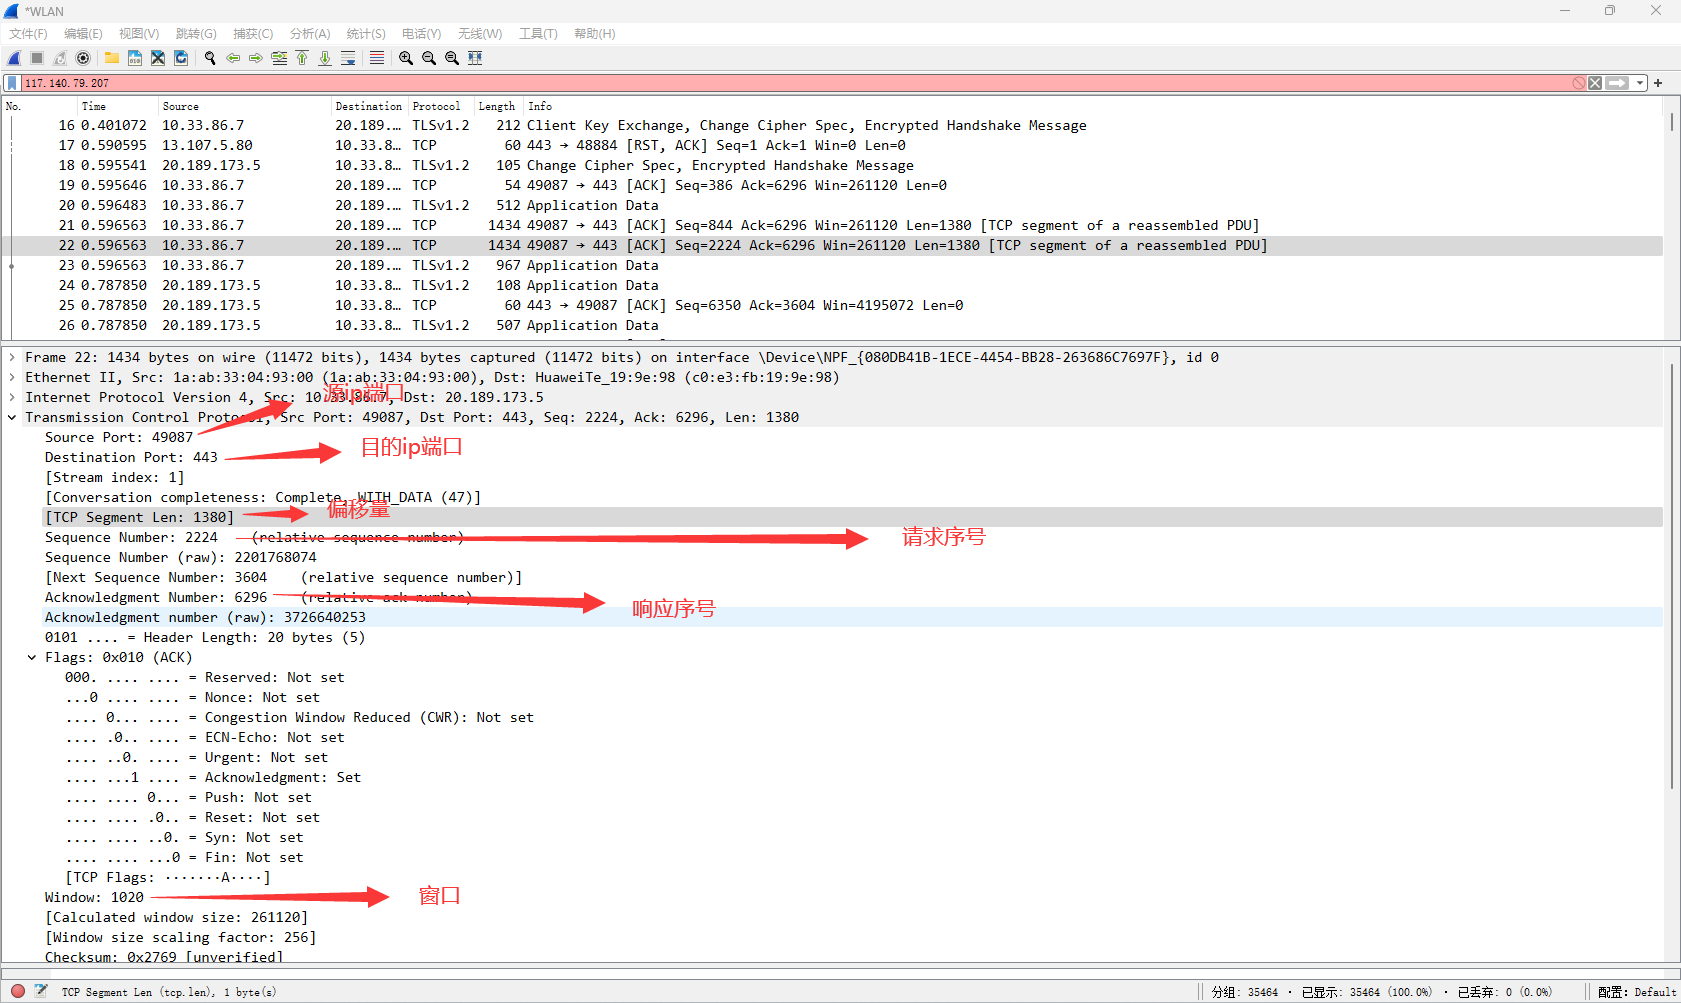 *WLAN
文件(F) 编辑(E) 视图(V) 跳转(G) 捕获(C) 分析(A) 统计(S) 电话(Y) 无线(W) 工具(T) 帮助(H)
117.140.79.207
No. Time Source Destination Protocol Length Info
16 0.401072 10.33.86.7 20.189.… TLSv1.2 212 Client Key Exchange, Change Cipher Spec, Encrypted Handshake Message
17 0.590595 13.107.5.80 10.33.8… TCP 60 443 → 48884 [RST, ACK] Seq=1 Ack=1 Win=0 Len=0
18 0.595541 20.189.173.5 10.33.8… TLSv1.2 105 Change Cipher Spec, Encrypted Handshake Message
19 0.595646 10.33.86.7 20.189.… TCP 54 49087 → 443 [ACK] Seq=386 Ack=6296 Win=261120 Len=0
20 0.596483 10.33.86.7 20.189.… TLSv1.2 512 Application Data
21 0.596563 10.33.86.7 20.189.… TCP 1434 49087 → 443 [ACK] Seq=844 Ack=6296 Win=261120 Len=1380 [TCP segment of a reassembled PDU]
22 0.596563 10.33.86.7 20.189.… TCP 1434 49087 → 443 [ACK] Seq=2224 Ack=6296 Win=261120 Len=1380 [TCP segment of a reassembled PDU]
23 0.596563 10.33.86.7 20.189.… TLSv1.2 967 Application Data
24 0.787850 20.189.173.5 10.33.8… TLSv1.2 108 Application Data
25 0.787850 20.189.173.5 10.33.8… TCP 60 443 → 49087 [ACK] Seq=6350 Ack=3604 Win=4195072 Len=0
26 0.787850 20.189.173.5 10.33.8… TLSv1.2 507 Application Data
Frame 22: 1434 bytes on wire (11472 bits), 1434 bytes captured (11472 bits) on interface \Device\NPF_{080DB41B-1ECE-4454-BB28-263686C7697F}, id 0
Ethernet II, Src: 1a:ab:33:04:93:00 (1a:ab:33:04:93:00), Dst: HuaweiTe_19:9e:98 (c0:e3:fb:19:9e:98)
源ip端口
Internet Protocol Version 4, Src: 10.33.86.7, Dst: 20.189.173.5
Transmission Control Protocol, Src Port: 49087, Dst Port: 443, Seq: 2224, Ack: 6296, Len: 1380
Source Port: 49087
Destination Port: 443
目的ip端口
[Stream index: 1]
[Conversation completeness: Complete, WITH_DATA (47)]
[TCP Segment Len: 1380]
偏移量
Sequence Number: 2224 (relative sequence number)
请求序号
Sequence Number (raw): 2201768074
[Next Sequence Number: 3604 (relative sequence number)]
Acknowledgment Number: 6296 (relative ack number)
响应序号
Acknowledgment number (raw): 3726640253
0101 .... = Header Length: 20 bytes (5)
Flags: 0x010 (ACK)
000. .... .... = Reserved: Not set
...0 .... .... = Nonce: Not set
.... 0... .... = Congestion Window Reduced (CWR): Not set
.... .0.. .... = ECN-Echo: Not set
.... ..0. .... = Urgent: Not set
.... ...1 .... = Acknowledgment: Set
.... .... 0... = Push: Not set
.... .... .0.. = Reset: Not set
.... .... ..0. = Syn: Not set
.... .... ...0 = Fin: Not set
[TCP Flags: ·······A····]
Window: 1020
窗口
[Calculated window size: 261120]
[Window size scaling factor: 256]
Checksum: 0x2769 [unverified]
TCP Segment Len (tcp.len), 1 byte(s)
分组: 35464 · 已显示: 35464 (100.0%) · 已丢弃: 0 (0.0%)
配置: Default